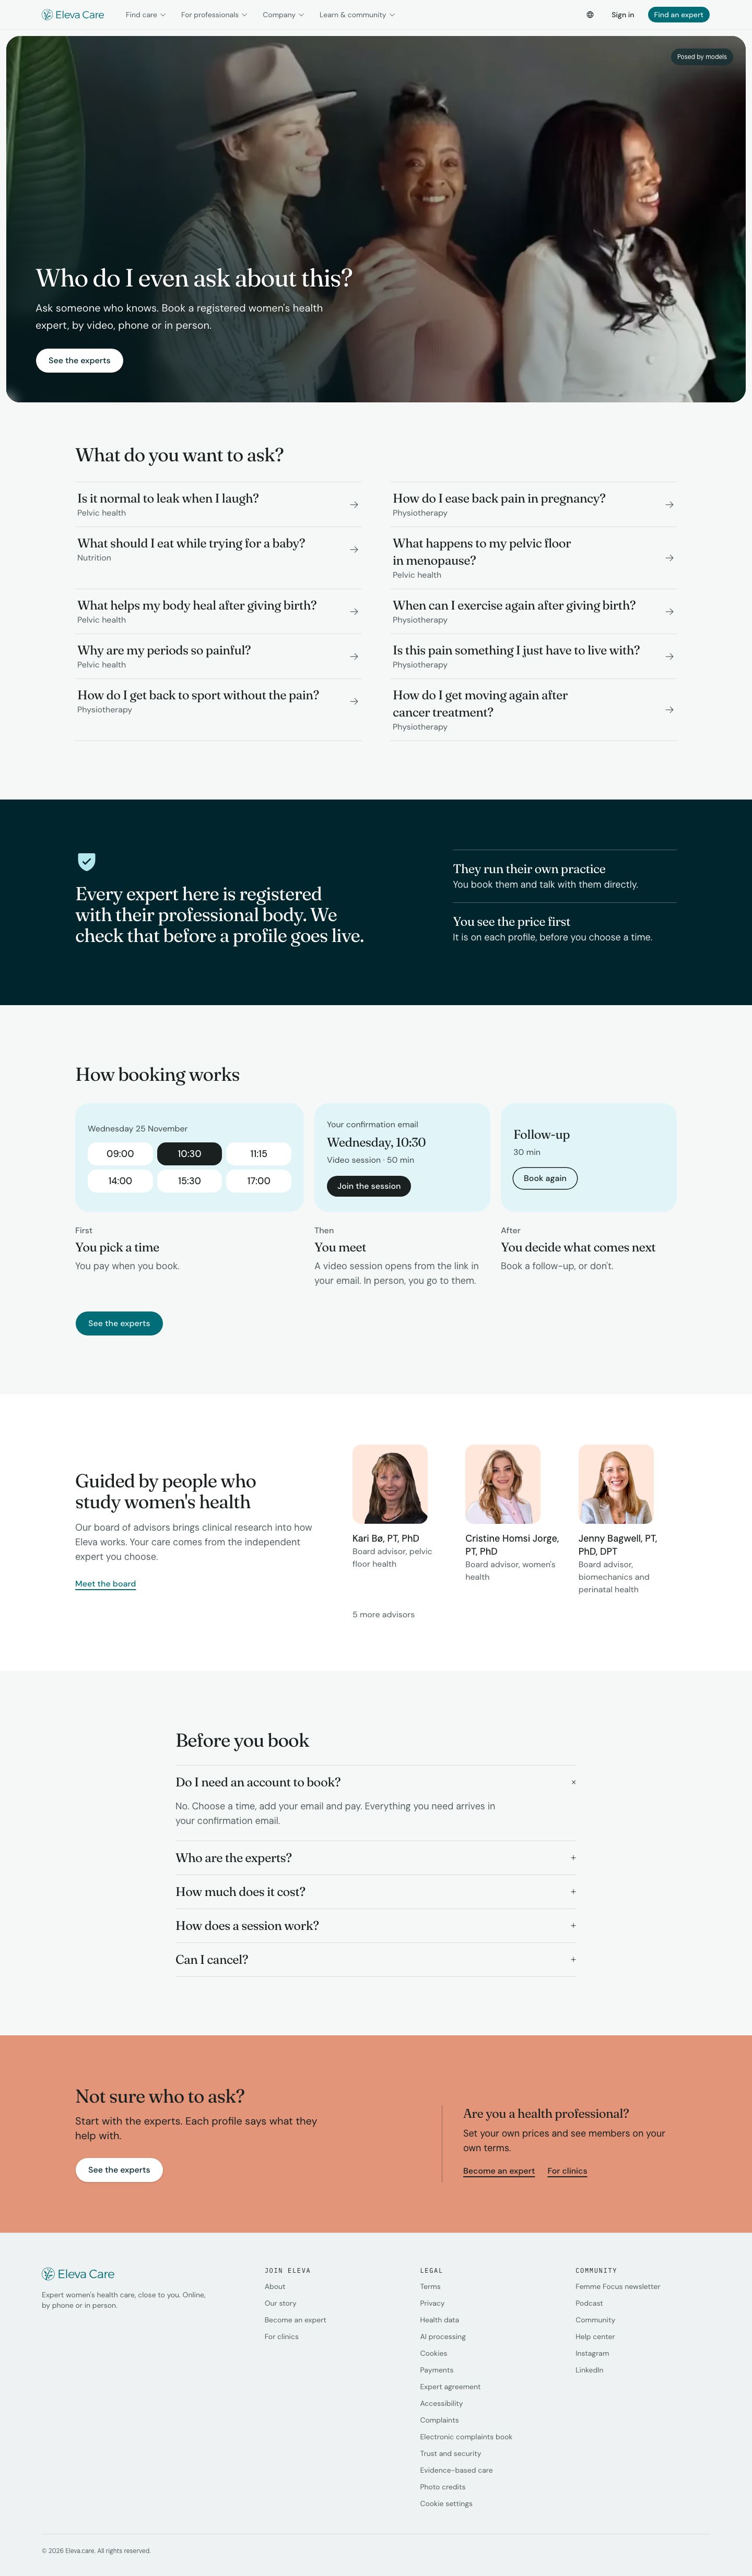 Eleva Care
Find care
For professionals
Company
Learn & community
Sign in
Find an expert
Posed by models
Who do I even ask about this?
Ask someone who knows. Book a registered women's health
expert, by video, phone or in person.
See the experts
What do you want to ask?
Is it normal to leak when I laugh?
Pelvic health
How do I ease back pain in pregnancy?
Physiotherapy
What should I eat while trying for a baby?
Nutrition
What happens to my pelvic floor
in menopause?
Pelvic health
What helps my body heal after giving birth?
Pelvic health
When can I exercise again after giving birth?
Physiotherapy
Why are my periods so painful?
Pelvic health
Is this pain something I just have to live with?
Physiotherapy
How do I get back to sport without the pain?
Physiotherapy
How do I get moving again after
cancer treatment?
Physiotherapy
Every expert here is registered
with their professional body. We
check that before a profile goes live.
They run their own practice
You book them and talk with them directly.
You see the price first
It is on each profile, before you choose a time.
How booking works
Wednesday 25 November
09:00
10:30
11:15
14:00
15:30
17:00
Your confirmation email
Wednesday, 10:30
Video session · 50 min
Join the session
Follow-up
30 min
Book again
First
You pick a time
You pay when you book.
Then
You meet
A video session opens from the link in
your email. In person, you go to them.
After
You decide what comes next
Book a follow-up, or don't.
See the experts
Guided by people who
study women's health
Our board of advisors brings clinical research into how
Eleva works. Your care comes from the independent
expert you choose.
Meet the board
Kari Bø, PT, PhD
Board advisor, pelvic
floor health
Cristine Homsi Jorge,
PT, PhD
Board advisor, women's
health
Jenny Bagwell, PT,
PhD, DPT
Board advisor,
biomechanics and
perinatal health
5 more advisors
Before you book
Do I need an account to book?
No. Choose a time, add your email and pay. Everything you need arrives in
your confirmation email.
Who are the experts?
How much does it cost?
How does a session work?
Can I cancel?
Not sure who to ask?
Start with the experts. Each profile says what they
help with.
See the experts
Are you a health professional?
Set your own prices and see members on your
own terms.
Become an expert
For clinics
Eleva Care
Expert women's health care, close to you. Online,
by phone or in person.
JOIN ELEVA
About
Our story
Become an expert
For clinics
LEGAL
Terms
Privacy
Health data
AI processing
Cookies
Payments
Expert agreement
Accessibility
Complaints
Electronic complaints book
Trust and security
Evidence-based care
Photo credits
Cookie settings
COMMUNITY
Femme Focus newsletter
Podcast
Community
Help center
Instagram
LinkedIn
© 2026 Eleva.care. All rights reserved.